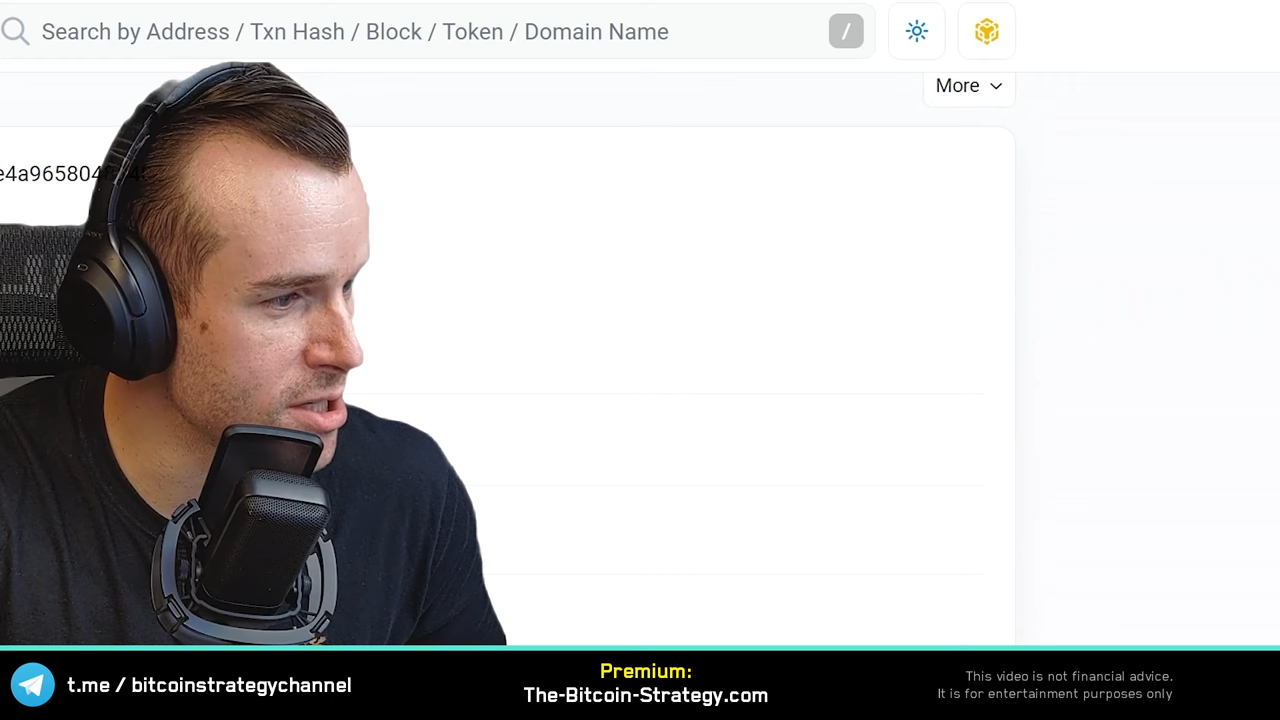 Search by Address / Txn Hash / Block / Token / Domain Name
/
More
e4a965804
t.me / bitcoinstrategychannel
Premium:
The-Bitcoin-Strategy.com
This video is not financial advice.
It is for entertainment purposes only